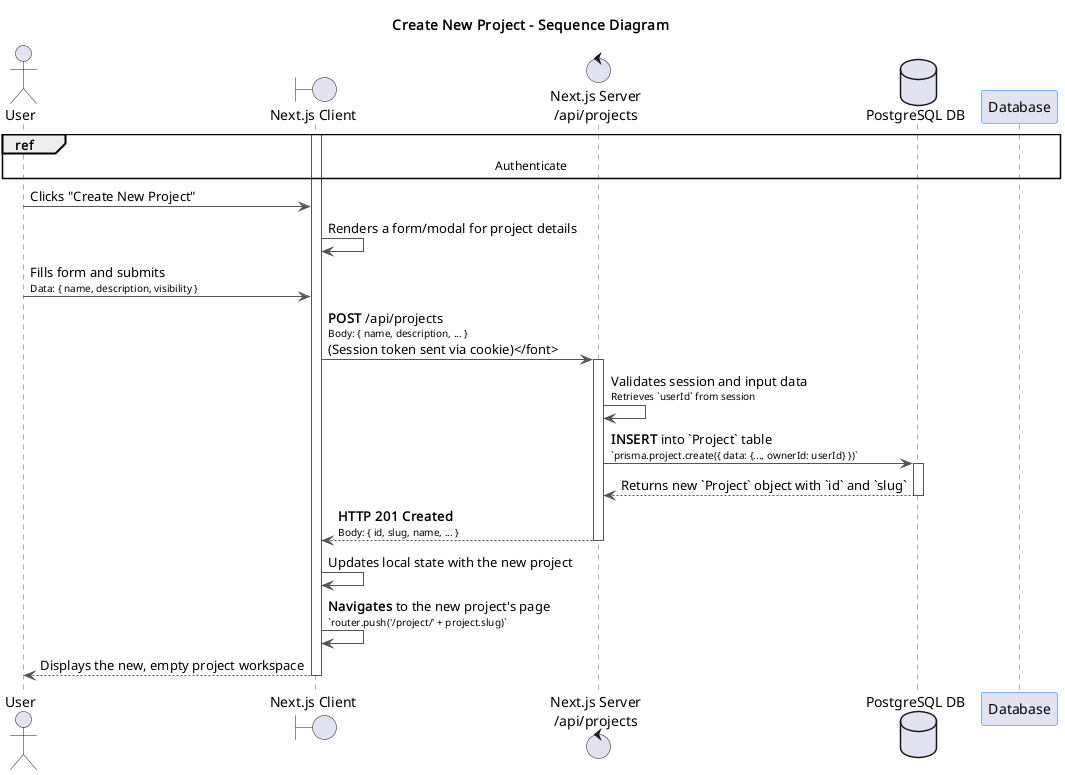 Create New Project - Sequence Diagram
User
Next.js Client
Next.js Server
/api/projects
PostgreSQL DB
Database
ref
Authenticate
Clicks "Create New Project"
Renders a form/modal for project details
Fills form and submits
Data: { name, description, visibility }
POST /api/projects
Body: { name, description, ... }
(Session token sent via cookie)</font>
Validates session and input data
Retrieves `userId` from session
INSERT into `Project` table
`prisma.project.create({ data: {..., ownerId: userId} })`
Returns new `Project` object with `id` and `slug`
HTTP 201 Created
Body: { id, slug, name, ... }
Updates local state with the new project
Navigates to the new project's page
`router.push('/project/' + project.slug)`
Displays the new, empty project workspace
User
Next.js Client
Next.js Server
/api/projects
PostgreSQL DB
Database